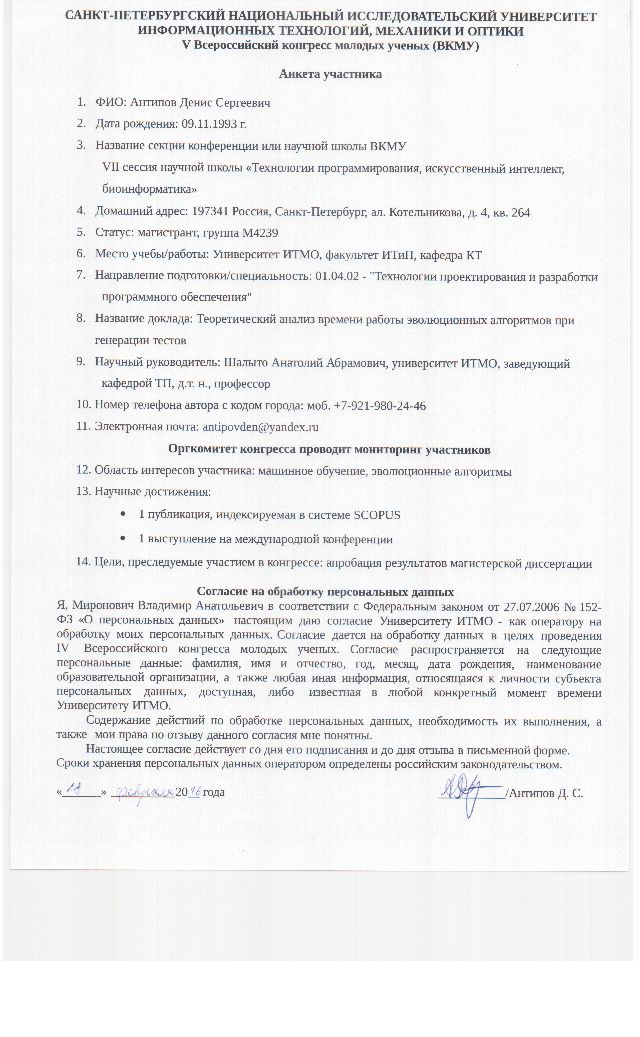 САНКТ-ПЕТЕРБУРГСКИЙ НАЦИОНАЛЬНЫЙ ИССЛЕДОВАТЕЛЬСКИЙ УНИВЕРСИТЕТ
ИНФОРМАЦИОННЫХ ТЕХНОЛОГИЙ, МЕХАНИКИ И ОПТИКИ
V Всероссийский конгресс молодых ученых (ВКМУ)
Анкета участника
1. ФИО: Антипов Денис Сергеевич
2. Дата рождения: 09.11.1993 г.
3. Название секции конференции или научной школы ВКМУ
VII сессия научной школы «Технологии программирования, искусственный интеллект,
биоинформатика»
4. Домашний адрес: 197341 Россия, Санкт-Петербург, ал. Котельникова, д. 4, кв. 264
5. Статус: магистрант, группа М4239
6. Место учебы/работы: Университет ИТМО, факультет ИТиП, кафедра КТ
7. Направление подготовки/специальность: 01.04.02 - "Технологии проектирования и разработки
программного обеспечения"
8. Название доклада: Теоретический анализ времени работы эволюционных алгоритмов при
генерации тестов
9. Научный руководитель: Шалыто Анатолий Абрамович, университет ИТМО, заведующий
кафедрой ТП, д.т. н., профессор
10. Номер телефона автора с кодом города: моб. +7-921-980-24-46
11. Электронная почта: antipovden@yandex.ru
Оргкомитет конгресса проводит мониторинг участников
12. Область интересов участника: машинное обучение, эволюционные алгоритмы
13. Научные достижения:
• 1 публикация, индексируемая в системе SCOPUS
• 1 выступление на международной конференции
14. Цели, преследуемые участием в конгрессе: апробация результатов магистерской диссертации
Согласие на обработку персональных данных
Я, Миронович Владимир Анатольевич в соответствии с Федеральным законом от 27.07.2006 № 152-
ФЗ «О персональных данных» настоящим даю согласие Университету ИТМО - как оператору на
обработку моих персональных данных. Согласие дается на обработку данных в целях проведения
IV Всероссийского конгресса молодых ученых. Согласие распространяется на следующие
персональные данные: фамилия, имя и отчество, год, месяц, дата рождения, наименование
образовательной организации, а также любая иная информация, относящаяся к личности субъекта
персональных данных, доступная, либо известная в любой конкретный момент времени
Университету ИТМО.
Содержание действий по обработке персональных данных, необходимость их выполнения, а
также мои права по отзыву данного согласия мне понятны.
Настоящее согласие действует со дня его подписания и до дня отзыва в письменной форме.
Сроки хранения персональных данных оператором определены российским законодательством.
«18» февраля 2016 года /Антипов Д. С.